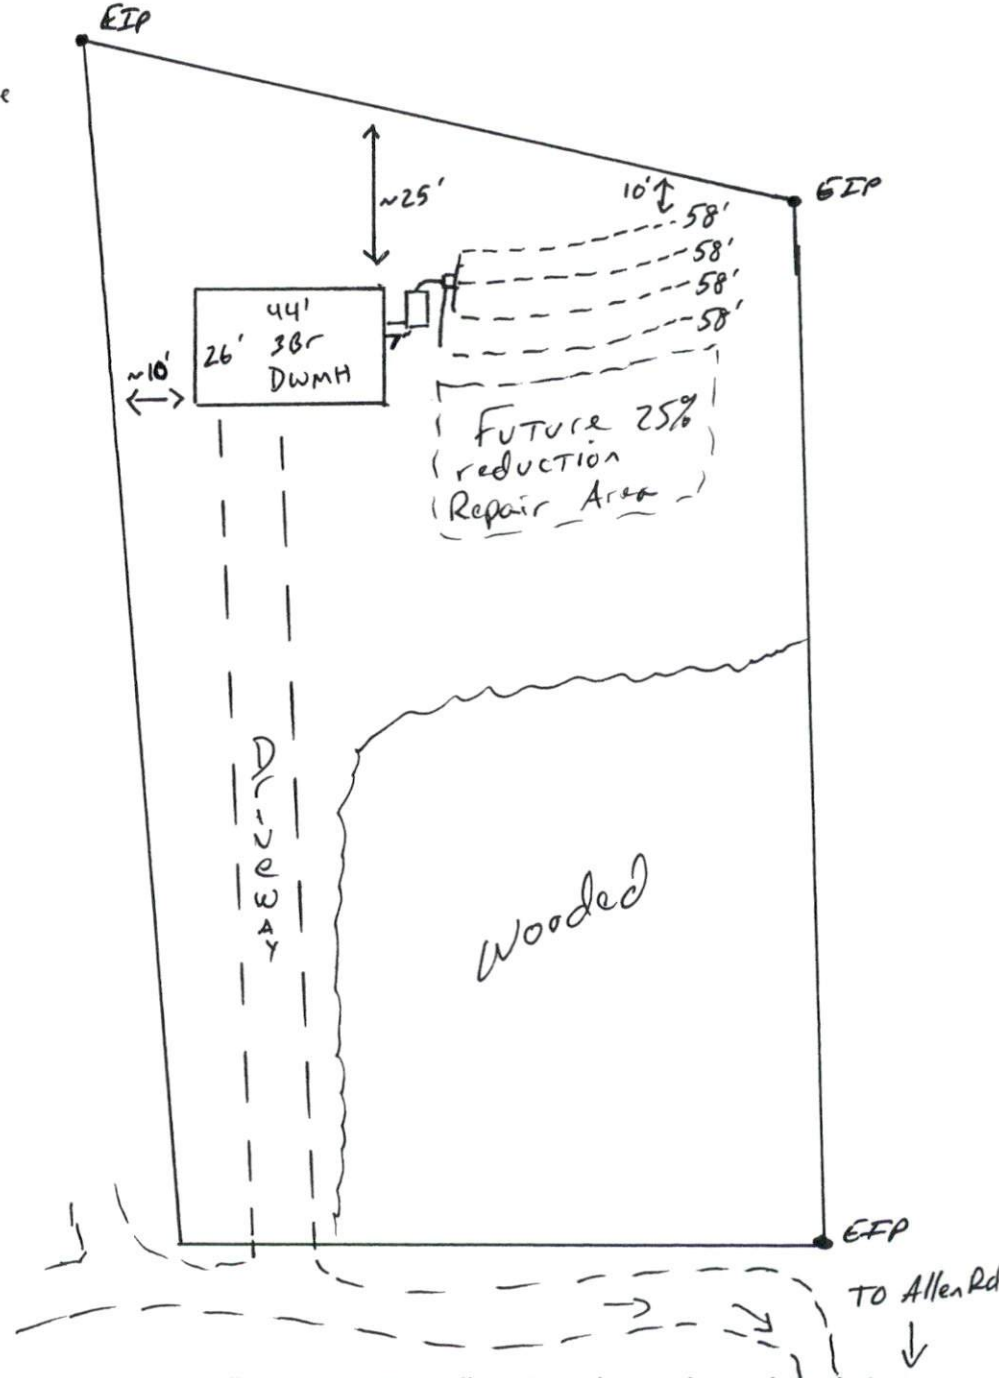 EIP
~25'
10'
EIP
58'
58'
58'
58'
44'
26' 3Br
DWMH
~10'
Future 25%
reduction
Repair Area
Driveway
Wooded
EIP
TO Allen Rd